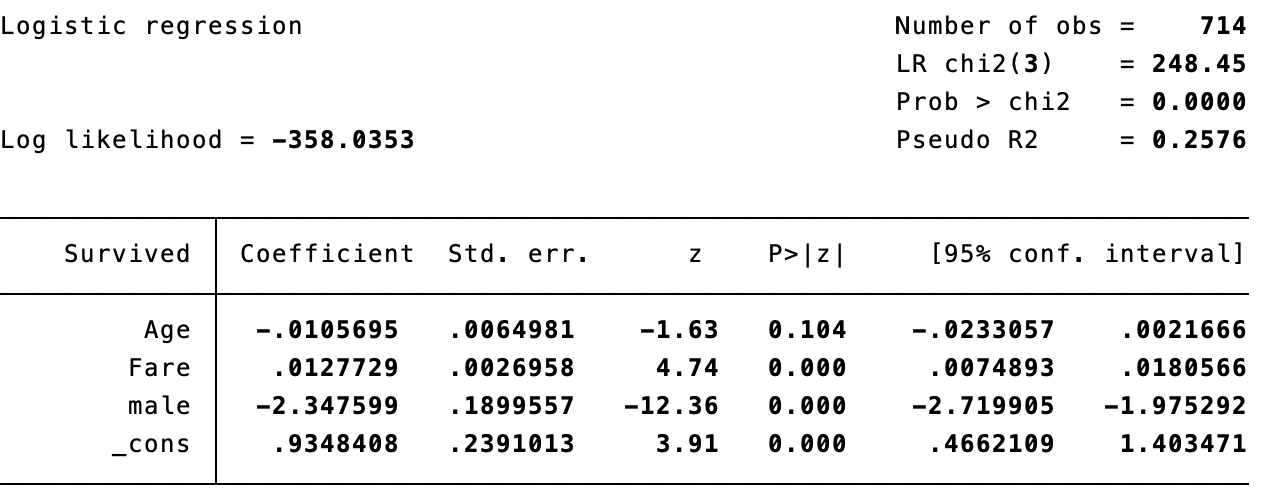 Logistic regression Number of obs = 714
LR chi2(3) = 248.45
Prob > chi2 = 0.0000
Log likelihood = -358.0353 Pseudo R2 = 0.2576
Survived Coefficient Std. err. z P>|z| [95% conf. interval]
Age -.0105695 .0064981 -1.63 0.104 -.0233057 .0021666
Fare .0127729 .0026958 4.74 0.000 .0074893 .0180566
male -2.347599 .1899557 -12.36 0.000 -2.719905 -1.975292
_cons .9348408 .2391013 3.91 0.000 .4662109 1.403471